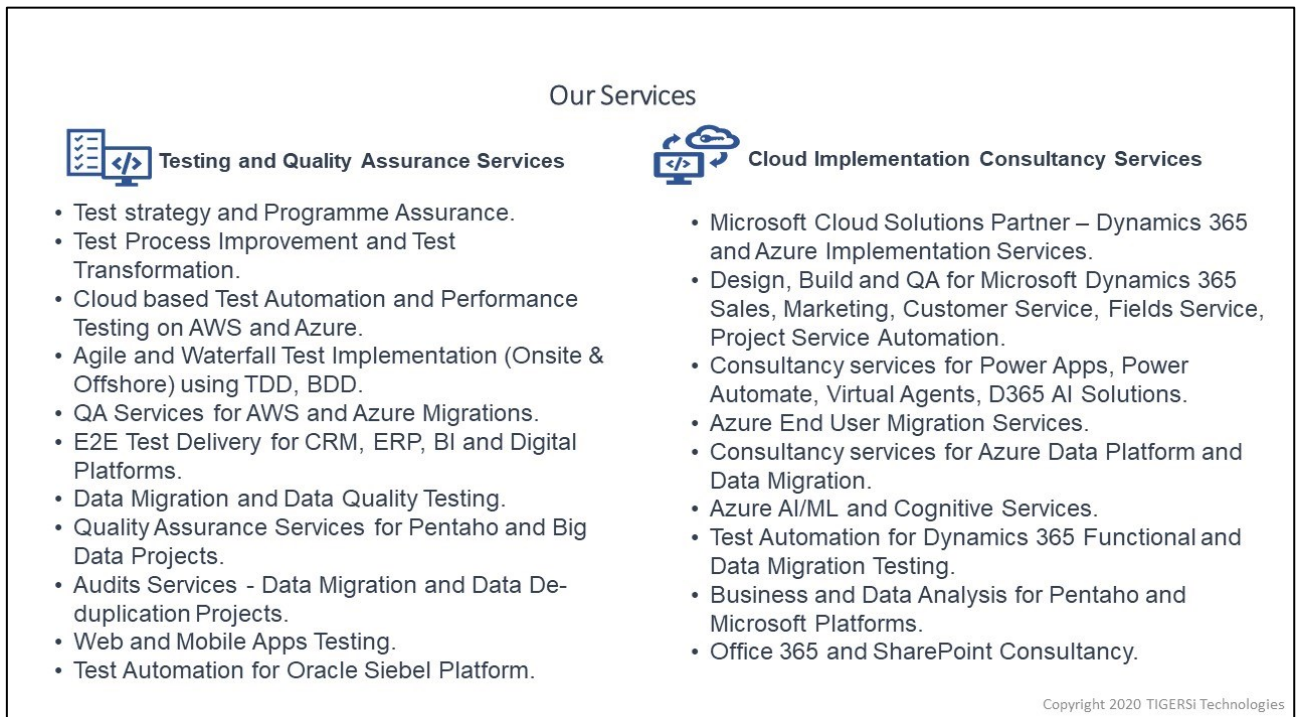 Our Services
</> Testing and Quality Assurance Services
• Test strategy and Programme Assurance.
• Test Process Improvement and Test
Transformation.
• Cloud based Test Automation and Performance
Testing on AWS and Azure.
• Agile and Waterfall Test Implementation (Onsite &
Offshore) using TDD, BDD.
• QA Services for AWS and Azure Migrations.
• E2E Test Delivery for CRM, ERP, BI and Digital
Platforms.
• Data Migration and Data Quality Testing.
• Quality Assurance Services for Pentaho and Big
Data Projects.
• Audits Services - Data Migration and Data De-
duplication Projects.
• Web and Mobile Apps Testing.
• Test Automation for Oracle Siebel Platform.
</> Cloud Implementation Consultancy Services
• Microsoft Cloud Solutions Partner – Dynamics 365
and Azure Implementation Services.
• Design, Build and QA for Microsoft Dynamics 365
Sales, Marketing, Customer Service, Fields Service,
Project Service Automation.
• Consultancy services for Power Apps, Power
Automate, Virtual Agents, D365 AI Solutions.
• Azure End User Migration Services.
• Consultancy services for Azure Data Platform and
Data Migration.
• Azure AI/ML and Cognitive Services.
• Test Automation for Dynamics 365 Functional and
Data Migration Testing.
• Business and Data Analysis for Pentaho and
Microsoft Platforms.
• Office 365 and SharePoint Consultancy.
Copyright 2020 TIGERSi Technologies